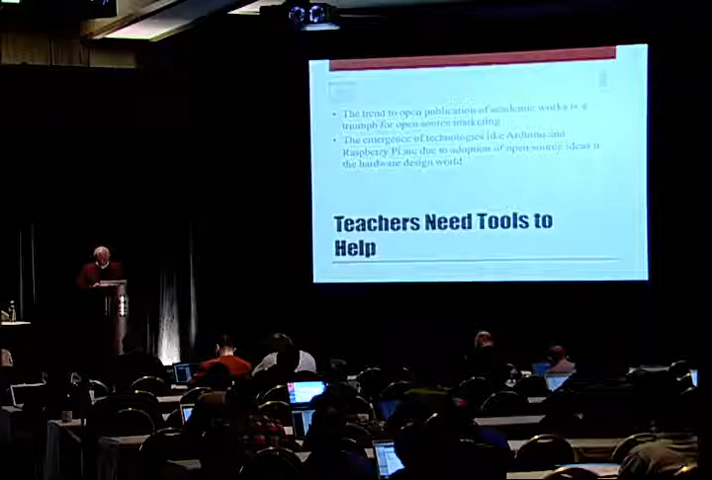 • The trend to open publication of academic works is a
triumph for open source marketing
• The emergence of technologies like Arduino and
Raspberry Pi are due to adoption of open source ideas
the hardware design world
Teachers Need Tools to
Help